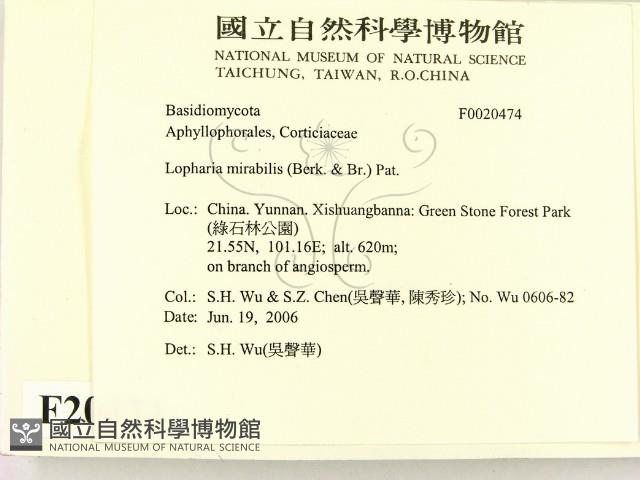 國立自然科學博物館
NATIONAL MUSEUM OF NATURAL SCIENCE
TAICHUNG, TAIWAN, R.O.CHINA
Basidiomycota F0020474
Aphyllophorales, Corticiaceae
Lopharia mirabilis (Berk. & Br.) Pat.
Loc.: China. Yunnan. Xishuangbanna: Green Stone Forest Park
(綠石林公園)
21.55N, 101.16E; alt. 620m;
on branch of angiosperm.
Col.: S.H. Wu & S.Z. Chen(吳聲華, 陳秀珍); No. Wu 0606-82
Date: Jun. 19, 2006
Det.: S.H. Wu(吳聲華)
國立自然科學博物館
NATIONAL MUSEUM OF NATURAL SCIENCE